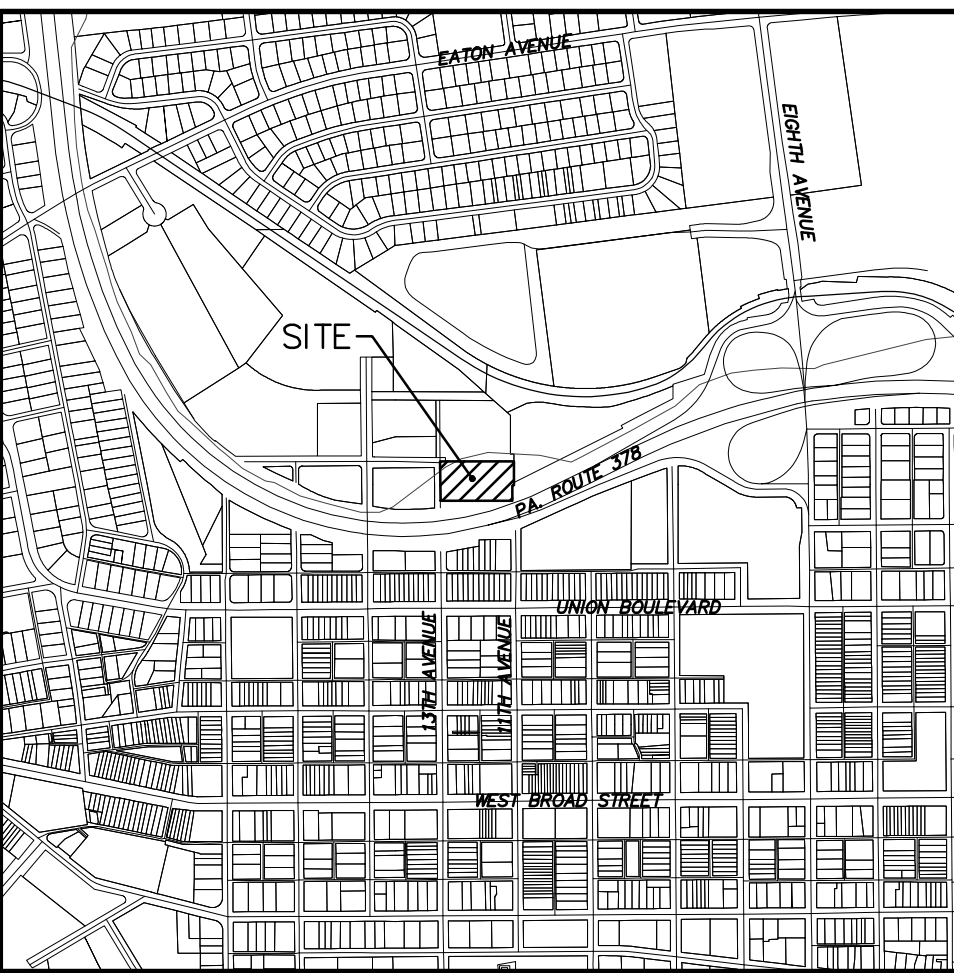 EATON AVENUE
EIGHTH AVENUE
SITE
PA. ROUTE 378
UNION BOULEVARD
13TH AVENUE
11TH AVENUE
WEST BROAD STREET